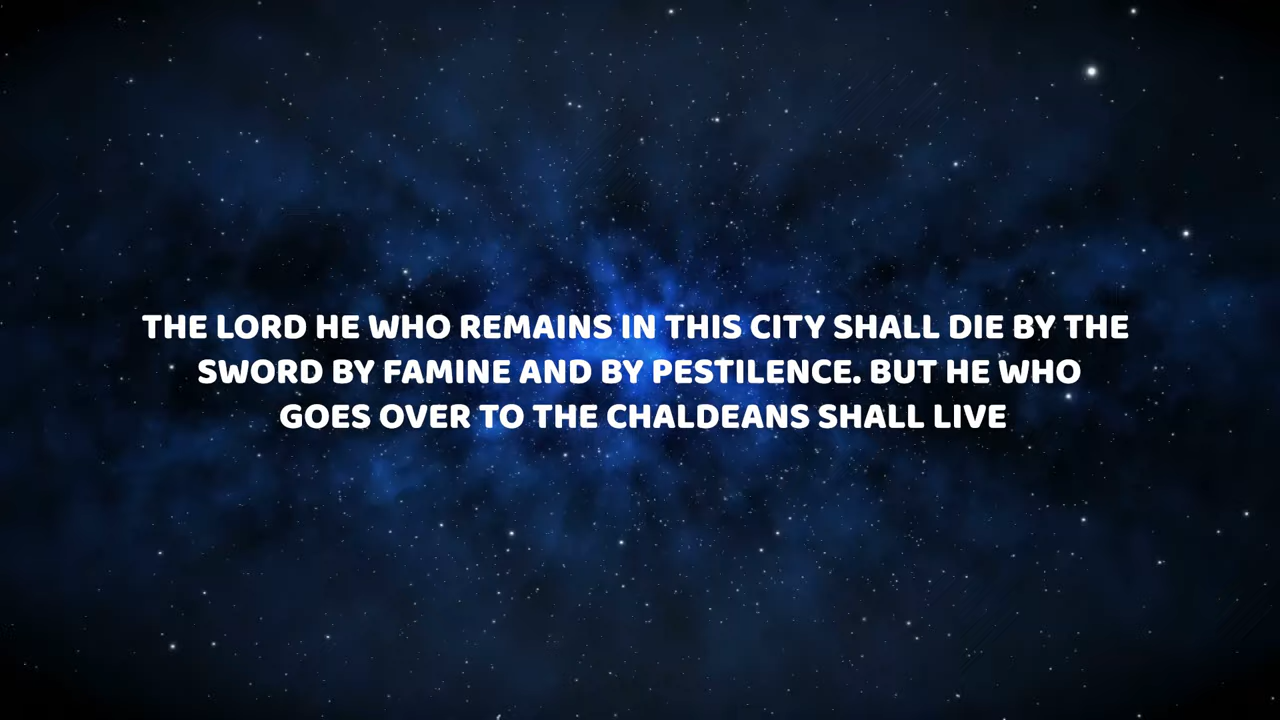 THE LORD HE WHO REMAINS IN THIS CITY SHALL DIE BY THE
SWORD BY FAMINE AND BY PESTILENCE. BUT HE WHO
GOES OVER TO THE CHALDEANS SHALL LIVE